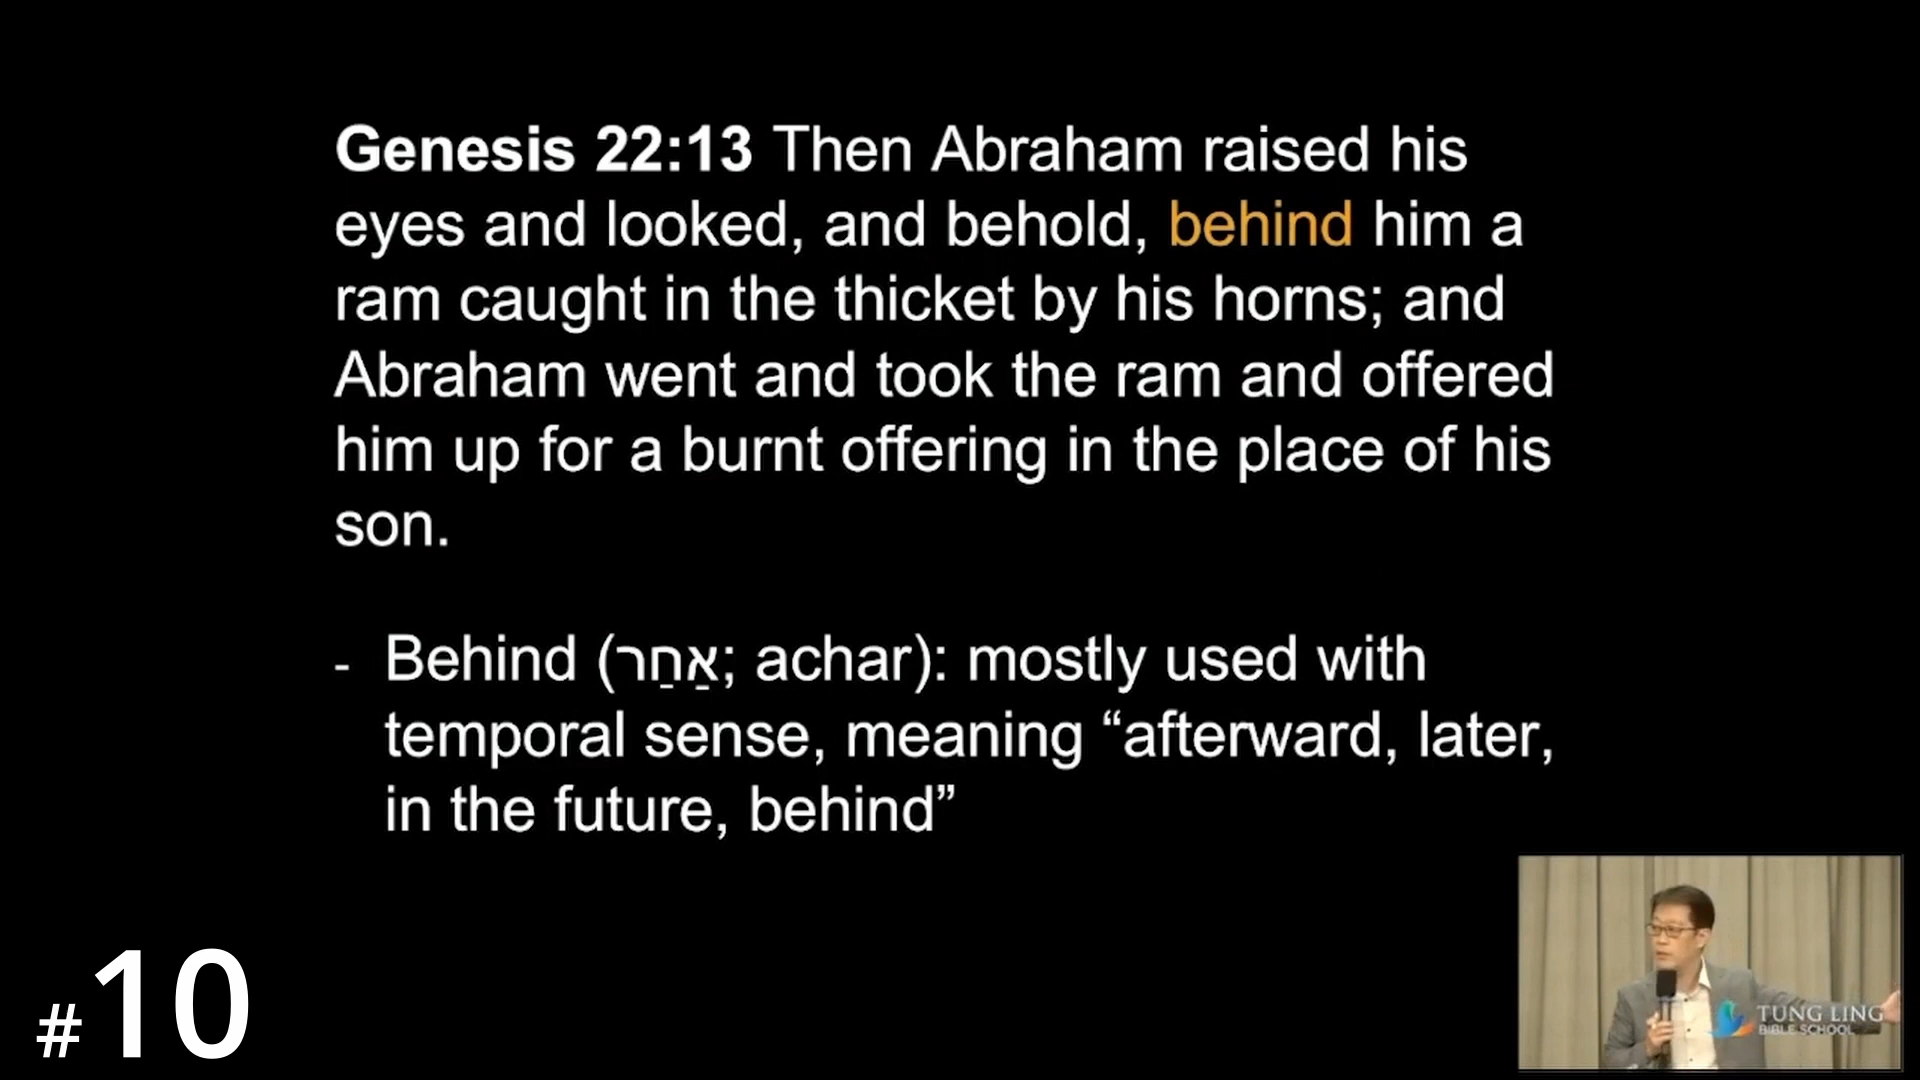 Genesis 22:13 Then Abraham raised his
eyes and looked, and behold, behind him a
ram caught in the thicket by his horns; and
Abraham went and took the ram and offered
him up for a burnt offering in the place of his
son.
- Behind (אַחַר; achar): mostly used with
temporal sense, meaning “afterward, later,
in the future, behind”
#10
TUNG LING
BIBLE SCHOOL